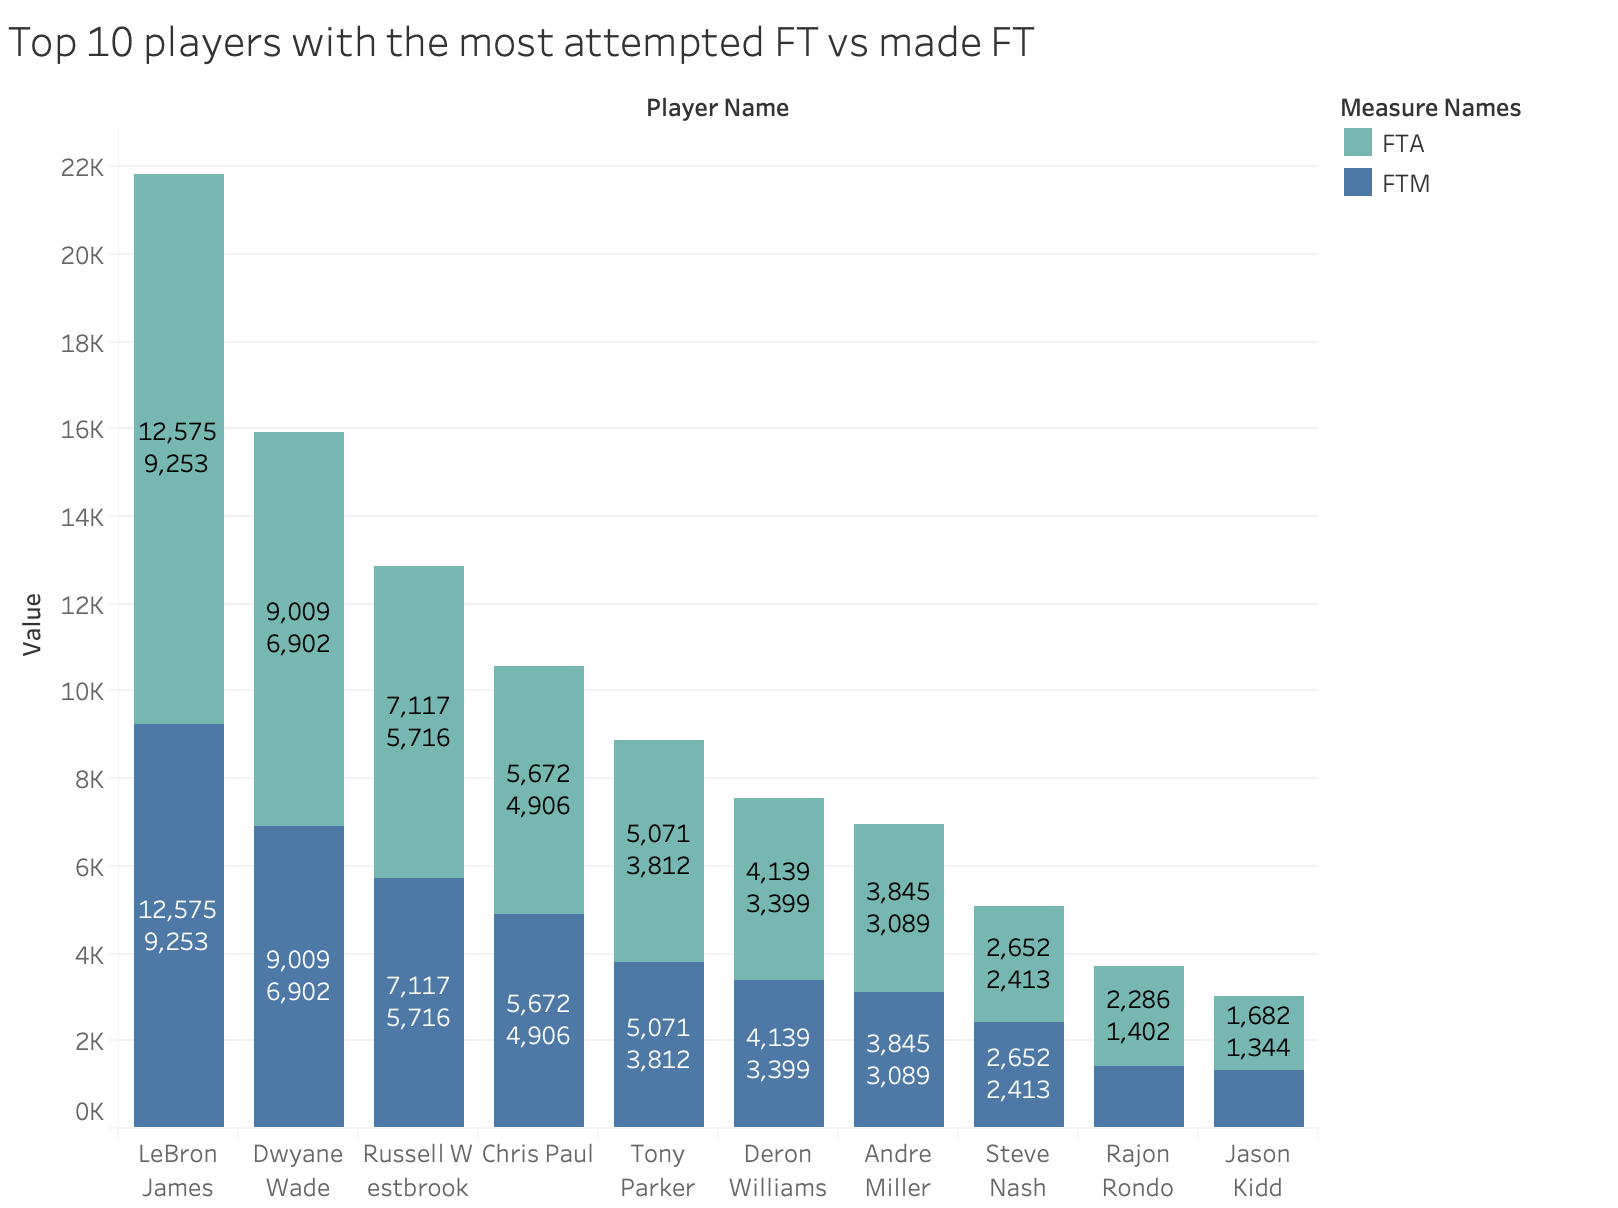 Top 10 players with the most attempted FT vs made FT
Player Name
Measure Names
FTA
FTM
Value
22K
20K
18K
16K
14K
12K
10K
8K
6K
4K
2K
0K
12,575
9,253
12,575
9,253
9,009
6,902
9,009
6,902
7,117
5,716
7,117
5,716
5,672
4,906
5,672
4,906
5,071
3,812
5,071
3,812
4,139
3,399
4,139
3,399
3,845
3,089
3,845
3,089
2,652
2,413
2,652
2,413
2,286
1,402
1,682
1,344
LeBron
James
Dwyane
Wade
Russell W
estbrook
Chris Paul
Tony
Parker
Deron
Williams
Andre
Miller
Steve
Nash
Rajon
Rondo
Jason
Kidd